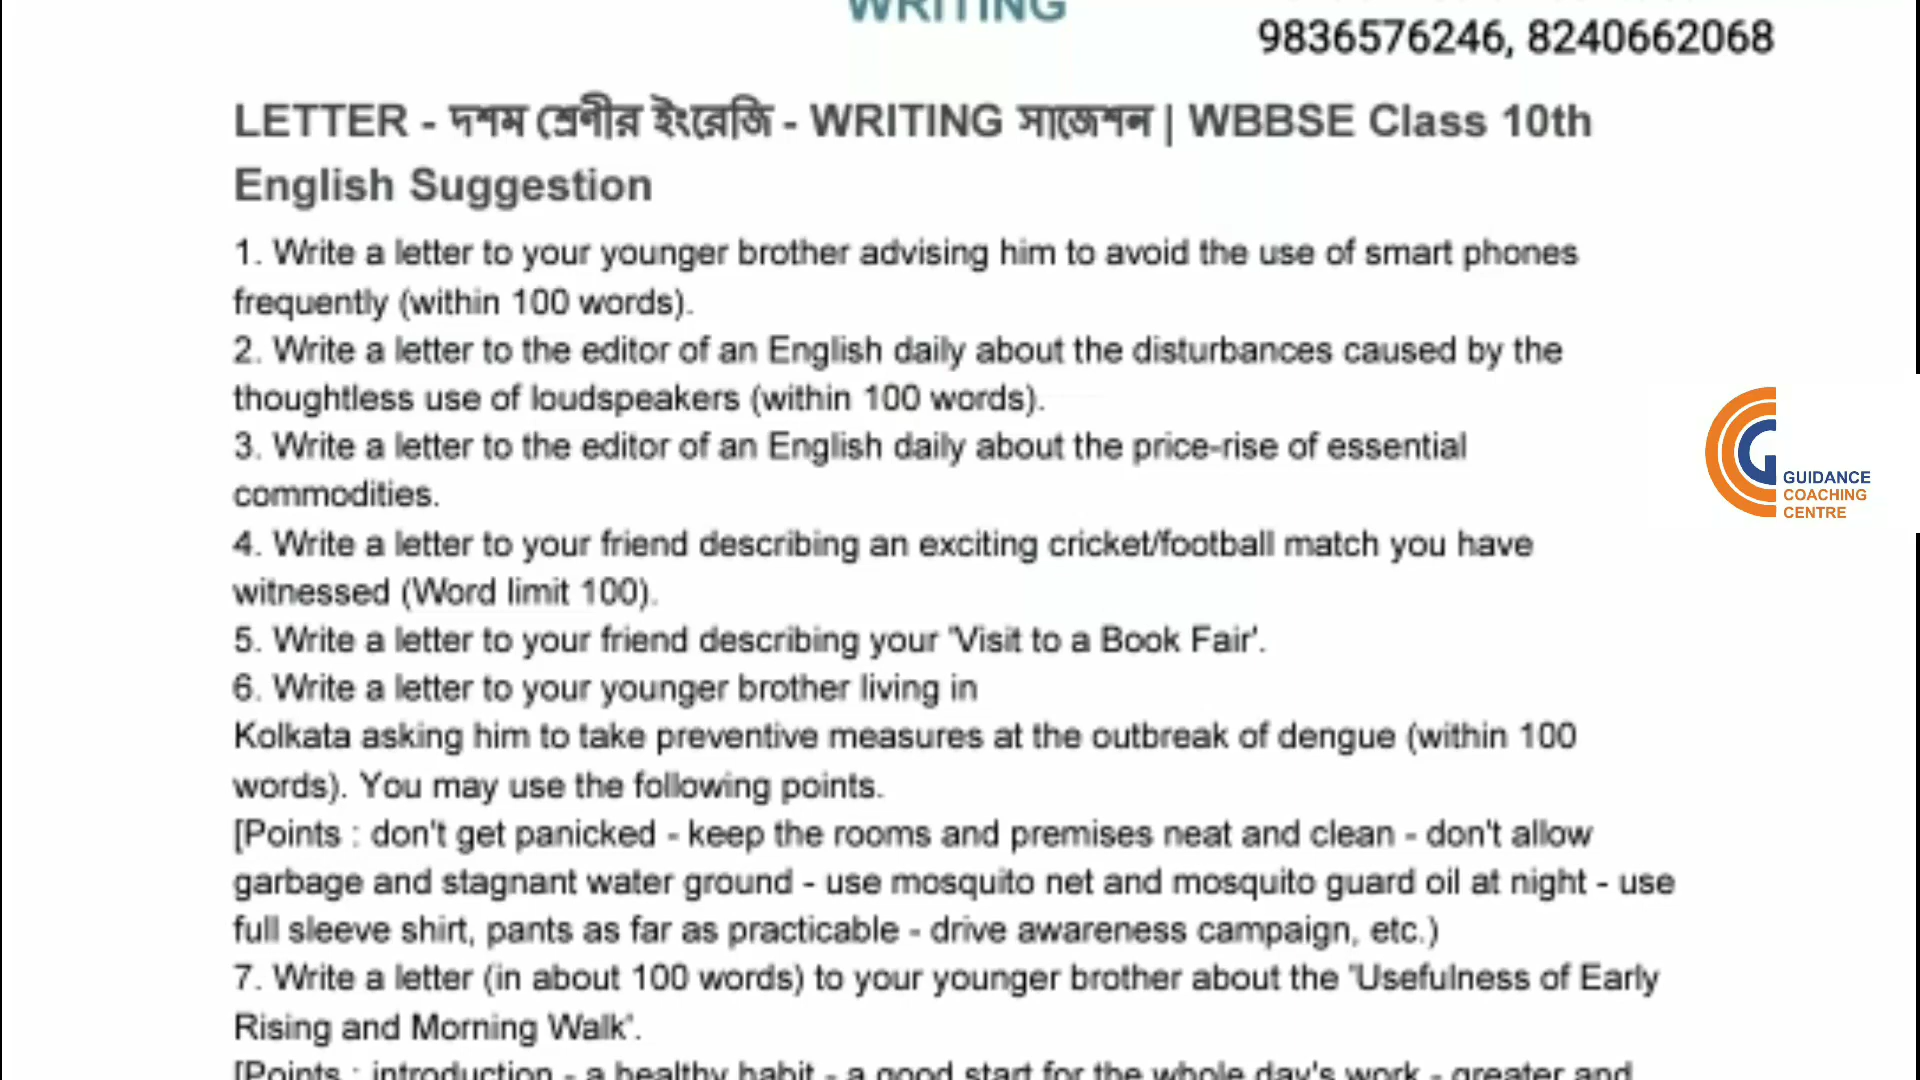 WRITING
9836576246, 8240662068
LETTER - দশম শ্রেণীর ইংরেজি - WRITING সাজেশন | WBBSE Class 10th
English Suggestion
1. Write a letter to your younger brother advising him to avoid the use of smart phones
frequently (within 100 words).
2. Write a letter to the editor of an English daily about the disturbances caused by the
thoughtless use of loudspeakers (within 100 words).
3. Write a letter to the editor of an English daily about the price-rise of essential
commodities.
4. Write a letter to your friend describing an exciting cricket/football match you have
witnessed (Word limit 100).
5. Write a letter to your friend describing your 'Visit to a Book Fair'.
6. Write a letter to your younger brother living in
Kolkata asking him to take preventive measures at the outbreak of dengue (within 100
words). You may use the following points.
[Points : don't get panicked - keep the rooms and premises neat and clean - don't allow
garbage and stagnant water ground - use mosquito net and mosquito guard oil at night - use
full sleeve shirt, pants as far as practicable - drive awareness campaign, etc.)
7. Write a letter (in about 100 words) to your younger brother about the 'Usefulness of Early
Rising and Morning Walk'.
[Points : introduction - a healthy habit - a good start for the whole day's work - greater and
GUIDANCE
COACHING
CENTRE